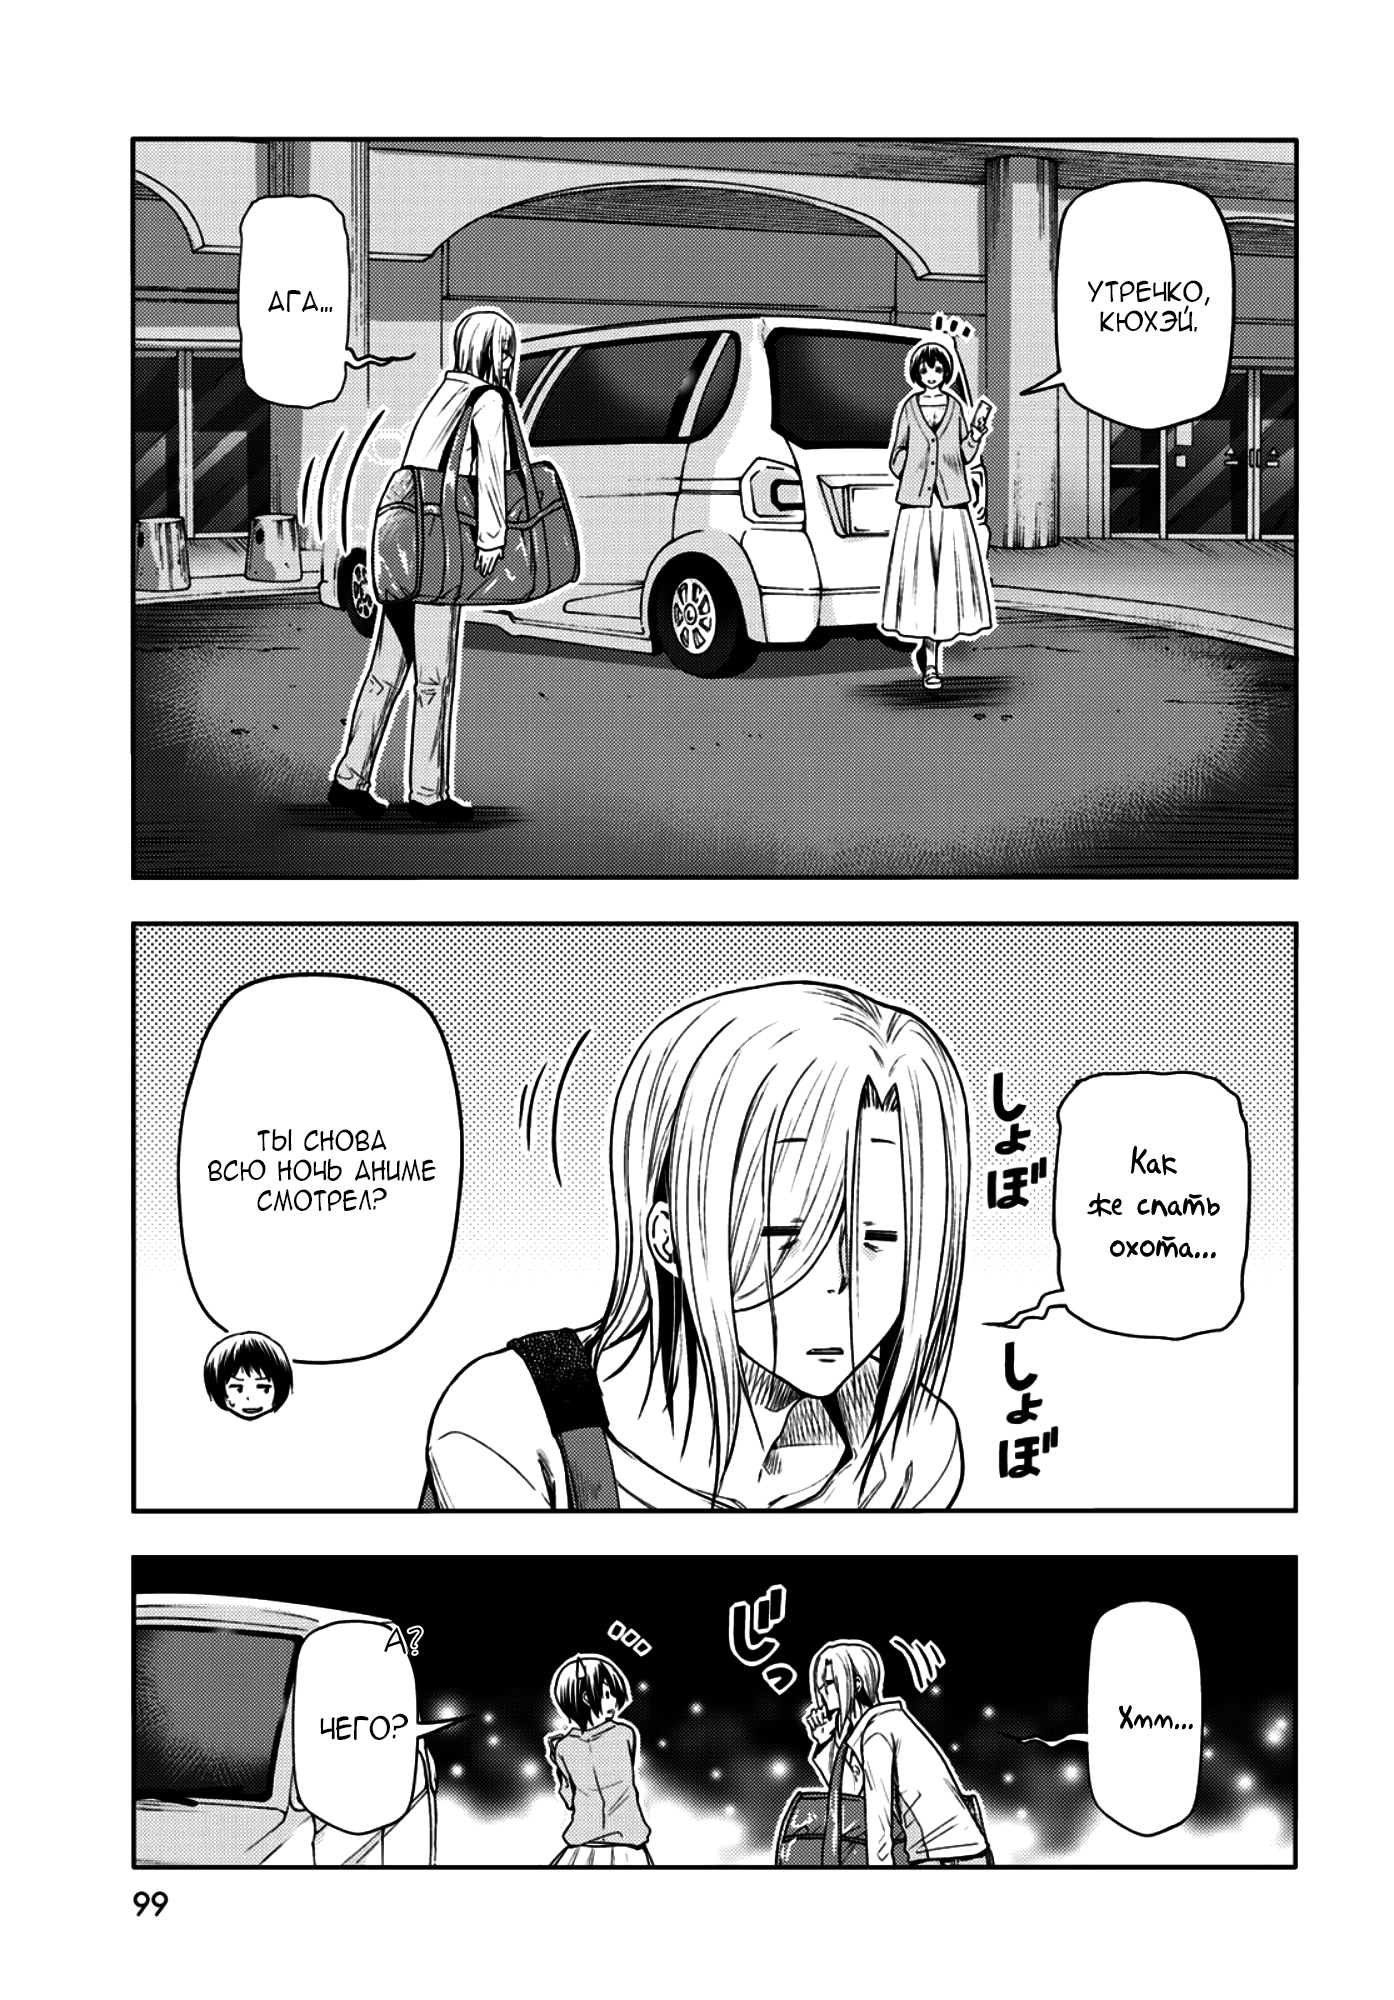 УТРЕЧКО,
КЮХЭЙ.
АГА...
Как
же спать
охота...
しょぼ
しょぼ
ТЫ СНОВА
ВСЮ НОЧЬ АНИМЕ
СМОТРЕЛ?
Хмм...
じっ
А?
ЧЕГО?
99